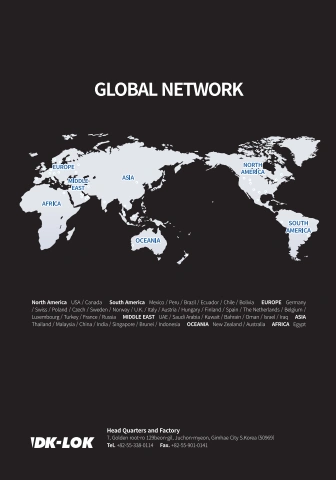 GLOBAL NETWORK
EUROPE
NORTH
AMERICA
MIDDLE
EAST
ASIA
AFRICA
SOUTH
AMERICA
OCEANIA
North America USA / Canada South America Mexico / Peru / Brazil / Ecuador / Chile / Bolivia EUROPE Germany
/ Swiss / Poland / Czech / Sweden / Norway / U.K. / Italy / Austria / Hungary / Finland / Spain / The Netherlands / Belgium /
Luxembourg / Turkey / France / Russia MIDDLE EAST UAE / Saudi Arabia / Kuwait / Bahrain / Oman / Israel / Iraq ASIA
Thailand / Malaysia / China / India / Singapore / Brunei / Indonesia OCEANIA New Zealand / Australia AFRICA Egypt
Head Quarters and Factory
DK-LOK
7, Golden root-ro 129beon-gil, Juchon-myeon, Gimhae City S.Korea (50969)
Tel. +82-55-338-0114 Fax. +82-55-901-0141